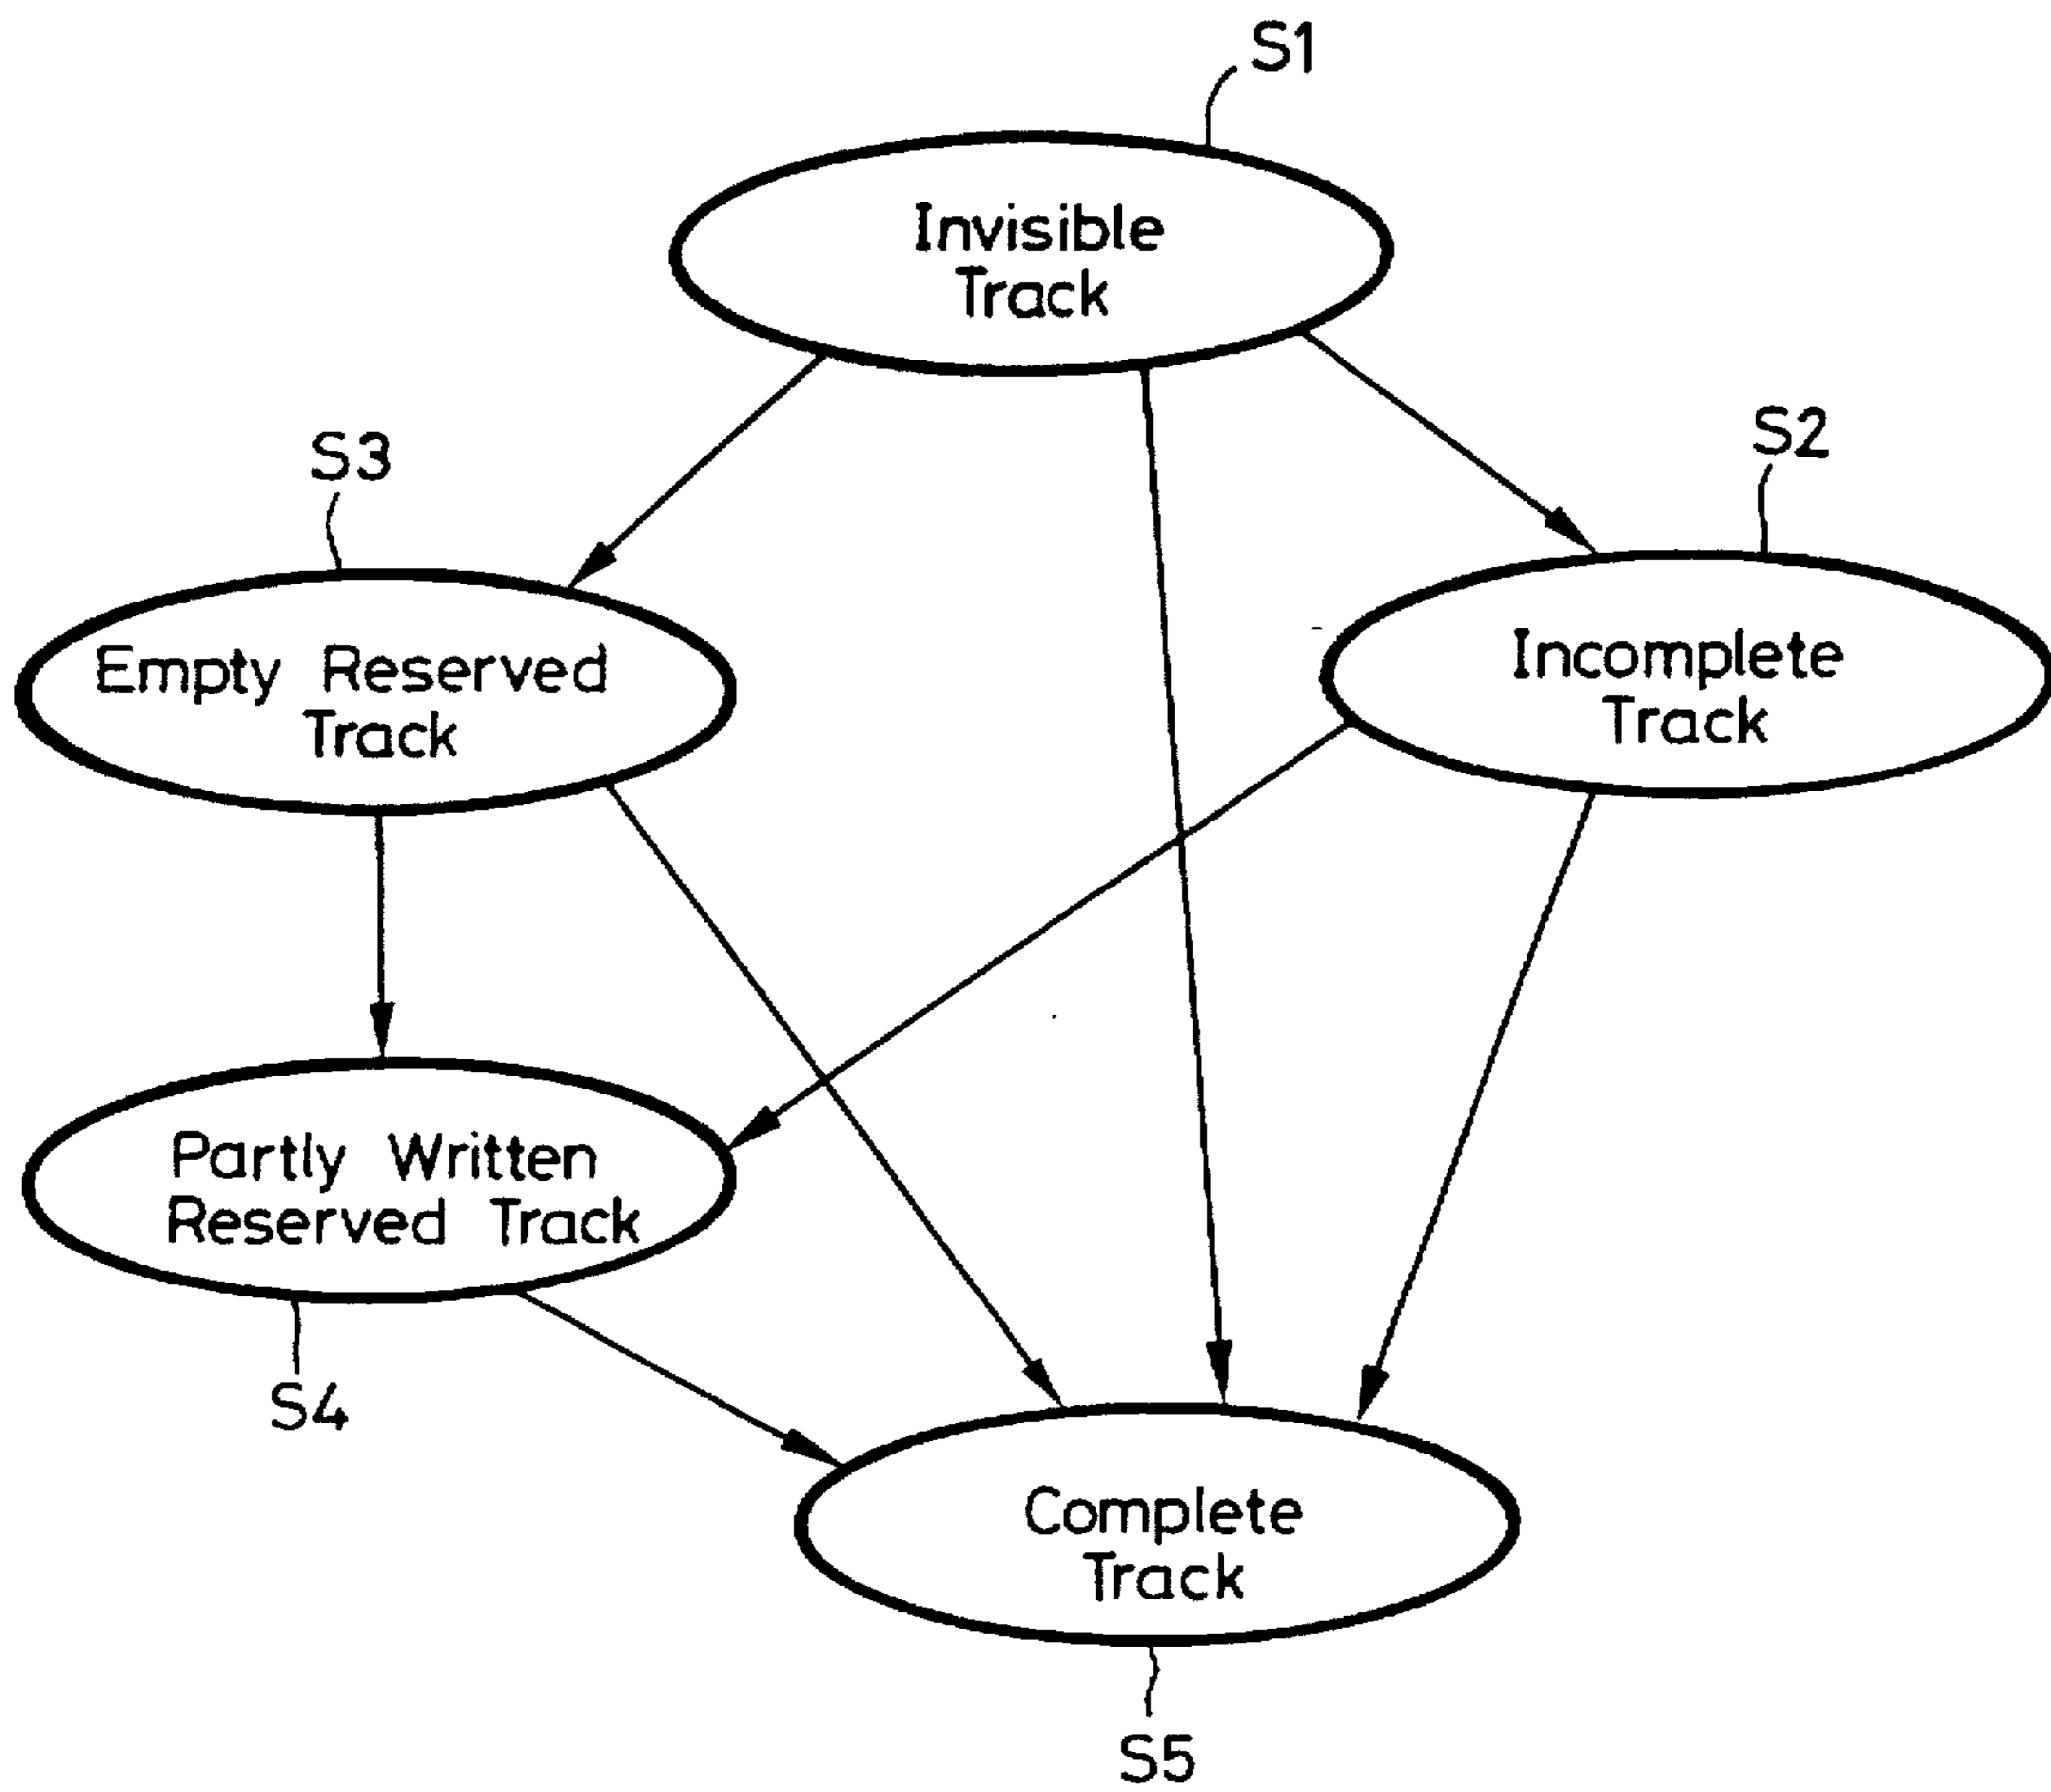 S1
Invisible
Track
S3
S2
Empty Reserved
Track
Incomplete
Track
Partly Written
Reserved Track
S4
Complete
Track
S5